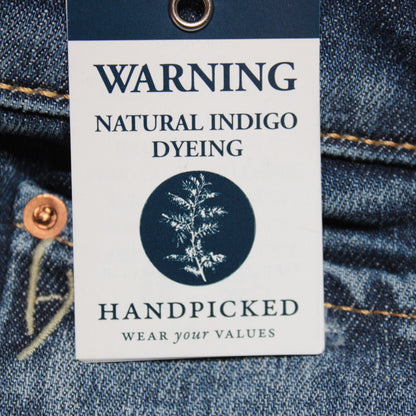 WARNING
NATURAL INDIGO
DYEING
HANDPICKED
WEAR your VALUES